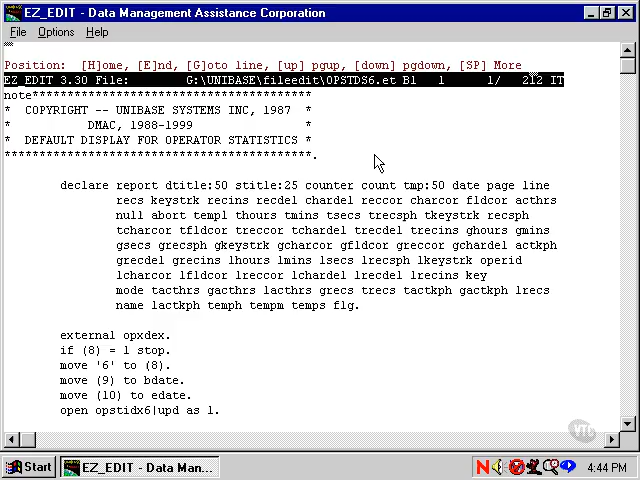 EZ_EDIT - Data Management Assistance Corporation
File Options Help
Position: [H]ome, [E]nd, [G]oto line, [up] pgup, [down] pgdown, [SP] More
EZ_EDIT 3.30 File: G:\UNIBASE\fileedit\OPSTDS6.et B1 1 1/ 212 IT
note****************************************
* COPYRIGHT -- UNIBASE SYSTEMS INC, 1987 *
* DMAC, 1988-1999 *
* DEFAULT DISPLAY FOR OPERATOR STATISTICS *
********************************************.
declare report dtitle:50 stitle:25 counter count tmp:50 date page line
recs keystrk recins recdel chardel reccor charcor fldcor acthrs
null abort templ thours tmins tsecs trecsph tkeystrk recsph
tcharcor tfldcor treccor tchardel trecdel trecins ghours gmins
gsecs grecsph gkeystrk gcharcor gfldcor greccor gchardel actkph
grecdel grecins lhours lmins lsecs lrecsph lkeystrk operid
lcharcor lfldcor lreccor lchardel lrecdel lrecins key
mode tacthrs gacthrs lacthrs grecs trecs tactkph gactkph lrecs
name lactkph temph tempm temps flg.
external opxdex.
if (8) = 1 stop.
move '6' to (8).
move (9) to bdate.
move (10) to edate.
open opstidx6|upd as 1.
VTC
Start EZ_EDIT - Data Man... 4:44 PM